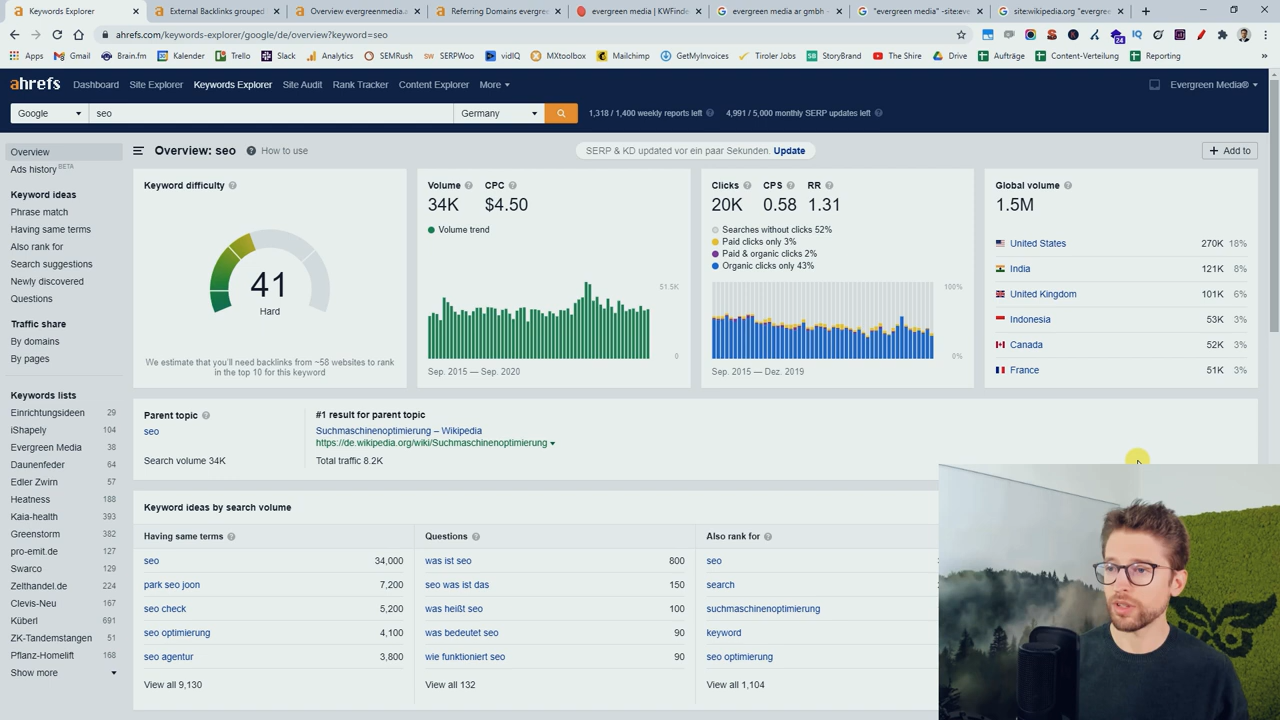 Keywords Explorer
External Backlinks grouped
Overview evergreenmedia.a
Referring Domains evergree
evergreen media | KWFinde
evergreen media ar gmbh -
"evergreen media" -site:eve
site:wikipedia.org "evergree
ahrefs.com/keywords-explorer/google/de/overview?keyword=seo
Apps Gmail Brain.fm Kalender Trello Slack Analytics SEMRush SERPWoo vidIQ MXtoolbox Mailchimp GetMyInvoices Tiroler Jobs StoryBrand The Shire Drive Aufträge Content-Verteilung Reporting
ahrefs Dashboard Site Explorer Keywords Explorer Site Audit Rank Tracker Content Explorer More Evergreen Media®
Google seo Germany 1,318 / 1,400 weekly reports left 4,991 / 5,000 monthly SERP updates left
Overview
Ads history BETA
Keyword ideas
Phrase match
Having same terms
Also rank for
Search suggestions
Newly discovered
Questions
Traffic share
By domains
By pages
Keywords lists
Einrichtungsideen 29
iShapely 104
Evergreen Media 38
Daunenfeder 64
Edler Zwirn 57
Heatness 188
Kaia-health 393
Greenstorm 382
pro-emit.de 127
Swarco 129
Zelthandel.de 224
Clevis-Neu 167
Küberl 691
ZK-Tandemstangen 51
Pflanz-Homelift 168
Show more
Overview: seo How to use SERP & KD updated vor ein paar Sekunden. Update + Add to
Keyword difficulty
41
Hard
We estimate that you'll need backlinks from ~58 websites to rank
in the top 10 for this keyword
Volume CPC
34K $4.50
Volume trend
51.5K
0
Sep. 2015 — Sep. 2020
Clicks CPS RR
20K 0.58 1.31
Searches without clicks 52%
Paid clicks only 3%
Paid & organic clicks 2%
Organic clicks only 43%
100%
0%
Sep. 2015 — Dez. 2019
Global volume
1.5M
United States 270K 18%
India 121K 8%
United Kingdom 101K 6%
Indonesia 53K 3%
Canada 52K 3%
France 51K 3%
Parent topic
seo
Search volume 34K
#1 result for parent topic
Suchmaschinenoptimierung – Wikipedia
https://de.wikipedia.org/wiki/Suchmaschinenoptimierung
Total traffic 8.2K
Keyword ideas by search volume
Having same terms
seo 34,000
park seo joon 7,200
seo check 5,200
seo optimierung 4,100
seo agentur 3,800
View all 9,130
Questions
was ist seo 800
seo was ist das 150
was heißt seo 100
was bedeutet seo 90
wie funktioniert seo 90
View all 132
Also rank for
seo
search
suchmaschinenoptimierung
keyword
seo optimierung
View all 1,104